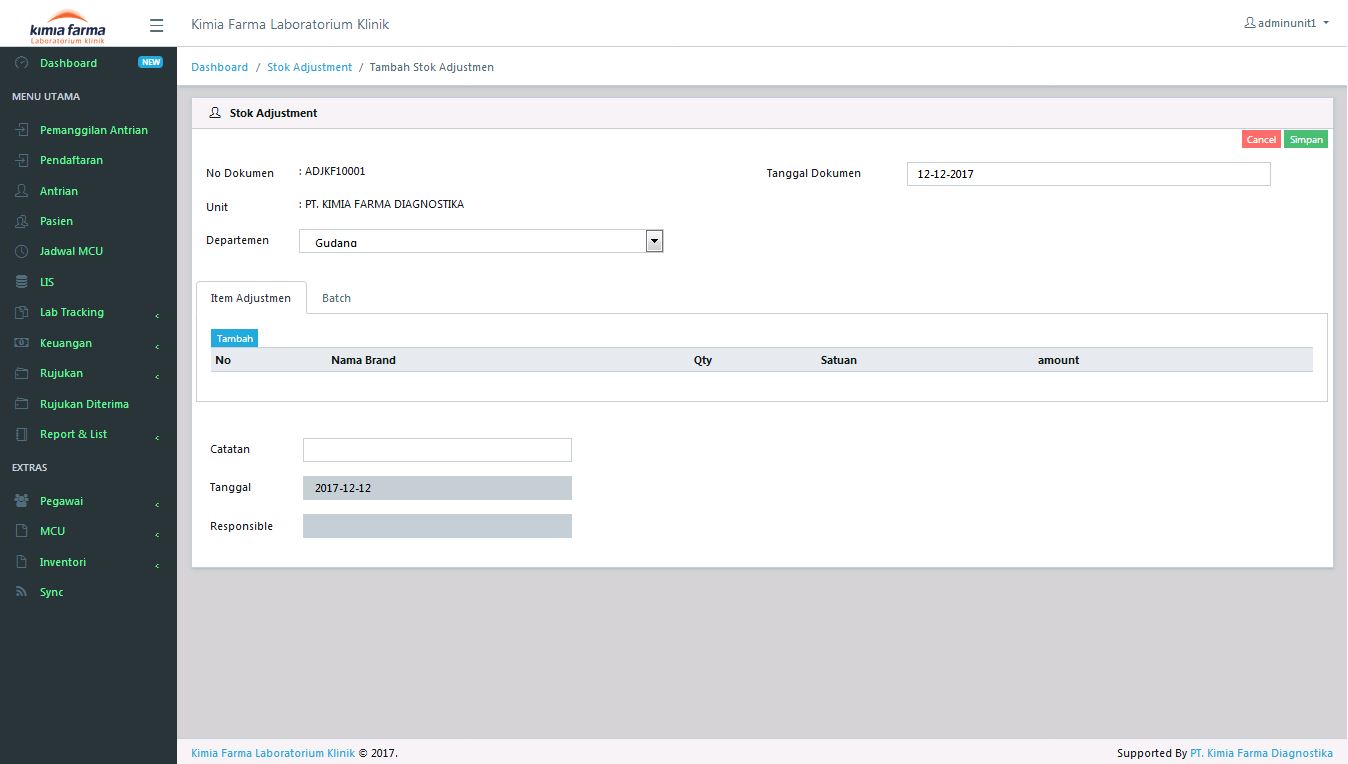 kimia farma
Laboratorium klinik
Kimia Farma Laboratorium Klinik
adminunit1
Dashboard NEW
MENU UTAMA
Pemanggilan Antrian
Pendaftaran
Antrian
Pasien
Jadwal MCU
LIS
Lab Tracking
Keuangan
Rujukan
Rujukan Diterima
Report & List
EXTRAS
Pegawai
MCU
Inventori
Sync
Dashboard / Stok Adjustment / Tambah Stok Adjustmen
Stok Adjustment
Cancel Simpan
No Dokumen : ADJKF10001 Tanggal Dokumen 12-12-2017
Unit : PT. KIMIA FARMA DIAGNOSTIKA
Departemen Gudang
Item Adjustmen Batch
Tambah
No Nama Brand Qty Satuan amount
Catatan
Tanggal 2017-12-12
Responsible
Kimia Farma Laboratorium Klinik © 2017. Supported By PT. Kimia Farma Diagnostika